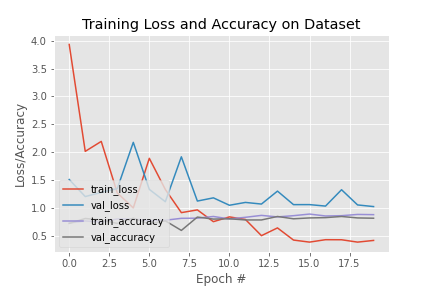 Training Loss and Accuracy on Dataset
4.0
3.5
3.0
2.5
2.0
1.5
1.0
0.5
Loss/Accuracy
train_loss
val_loss
train_accuracy
val_accuracy
0.0 2.5 5.0 7.5 10.0 12.5 15.0 17.5
Epoch #